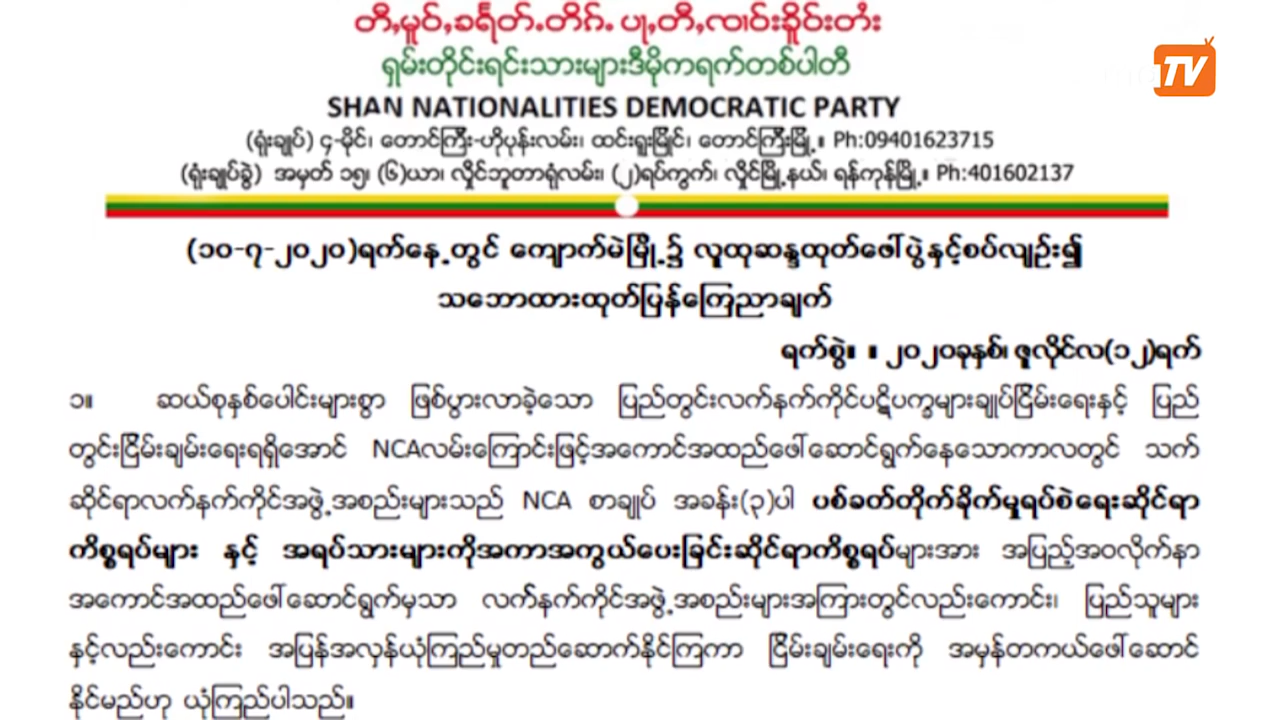 တီႇမူဝ်ႇၶရႅတ်ႉတိၵ်ႉ ပႃႇတီႇၸၢဝ်းၶိူဝ်းတႆး
ရှမ်းတိုင်းရင်းသားများဒီမိုကရက်တစ်ပါတီ
SHAN NATIONALITIES DEMOCRATIC PARTY
(ရုံးချုပ်) ၄-မိုင်၊ တောင်ကြီး-ဟိုပုန်းလမ်း၊ ထင်းရှူးမြိုင်၊ တောင်ကြီးမြို့။ Ph:09401623715
(ရုံးချုပ်ခွဲ) အမှတ် ၁၅၊ (၆)ယာ၊ လှိုင်ဘူတာရုံလမ်း၊ (၂)ရပ်ကွက်၊ လှိုင်မြို့နယ်၊ ရန်ကုန်မြို့။ Ph:401602137
TV
(၁၀-၇-၂၀၂၀)ရက်နေ့တွင် ကျောက်မဲမြို့၌ လူထုဆန္ဒထုတ်ဖော်ပွဲနှင့်စပ်လျဉ်း၍
သဘောထားထုတ်ပြန်ကြေညာချက်
ရက်စွဲ။ ။ ၂၀၂၀ခုနှစ်၊ ဇူလိုင်လ(၁၂)ရက်
၁။ ဆယ်စုနှစ်ပေါင်းများစွာ ဖြစ်ပွားလာခဲ့သော ပြည်တွင်းလက်နက်ကိုင်ပဋိပက္ခများချုပ်ငြိမ်းရေးနှင့် ပြည်
တွင်းငြိမ်းချမ်းရေးရရှိအောင် NCAလမ်းကြောင်းဖြင့်အကောင်အထည်ဖေါ်ဆောင်ရွက်နေသောကာလတွင် သက်
ဆိုင်ရာလက်နက်ကိုင်အဖွဲ့အစည်းများသည် NCA စာချုပ် အခန်း(၃)ပါ ပစ်ခတ်တိုက်ခိုက်မှုရပ်စဲရေးဆိုင်ရာ
ကိစ္စရပ်များ နှင့် အရပ်သားများကိုအကာအကွယ်ပေးခြင်းဆိုင်ရာကိစ္စရပ်များအား အပြည့်အဝလိုက်နာ
အကောင်အထည်ဖေါ်ဆောင်ရွက်မှသာ လက်နက်ကိုင်အဖွဲ့အစည်းများအကြားတွင်လည်းကောင်း၊ ပြည်သူများ
နှင့်လည်းကောင်း အပြန်အလှန်ယုံကြည်မှုတည်ဆောက်နိုင်ကြကာ ငြိမ်းချမ်းရေးကို အမှန်တကယ်ဖေါ်ဆောင်
နိုင်မည်ဟု ယုံကြည်ပါသည်။